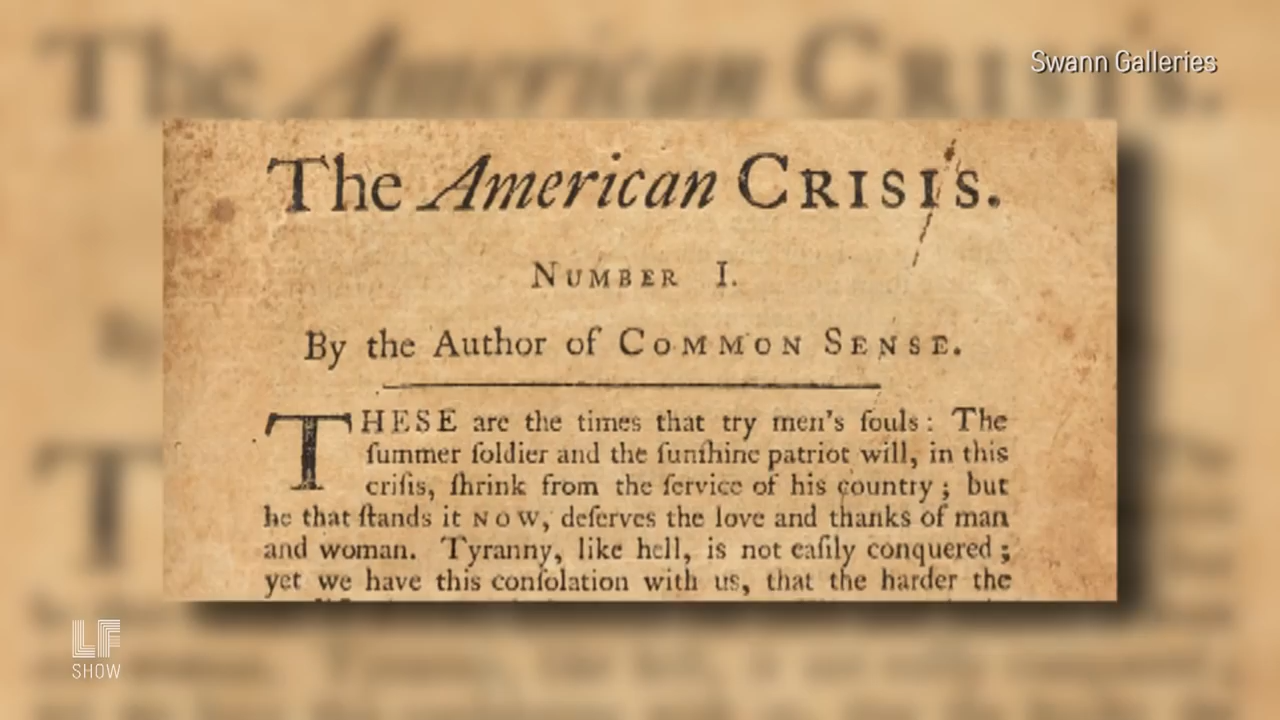 Swann Galleries
The American CRISIS.
NUMBER I.
By the Author of COMMON SENSE.
THESE are the times that try men's ſouls: The
ſummer ſoldier and the ſunſhine patriot will, in this
criſis, ſhrink from the ſervice of his country; but
he that ſtands it NOW, deſerves the love and thanks of man
and woman. Tyranny, like hell, is not eaſily conquered;
yet we have this conſolation with us, that the harder the
LF
SHOW